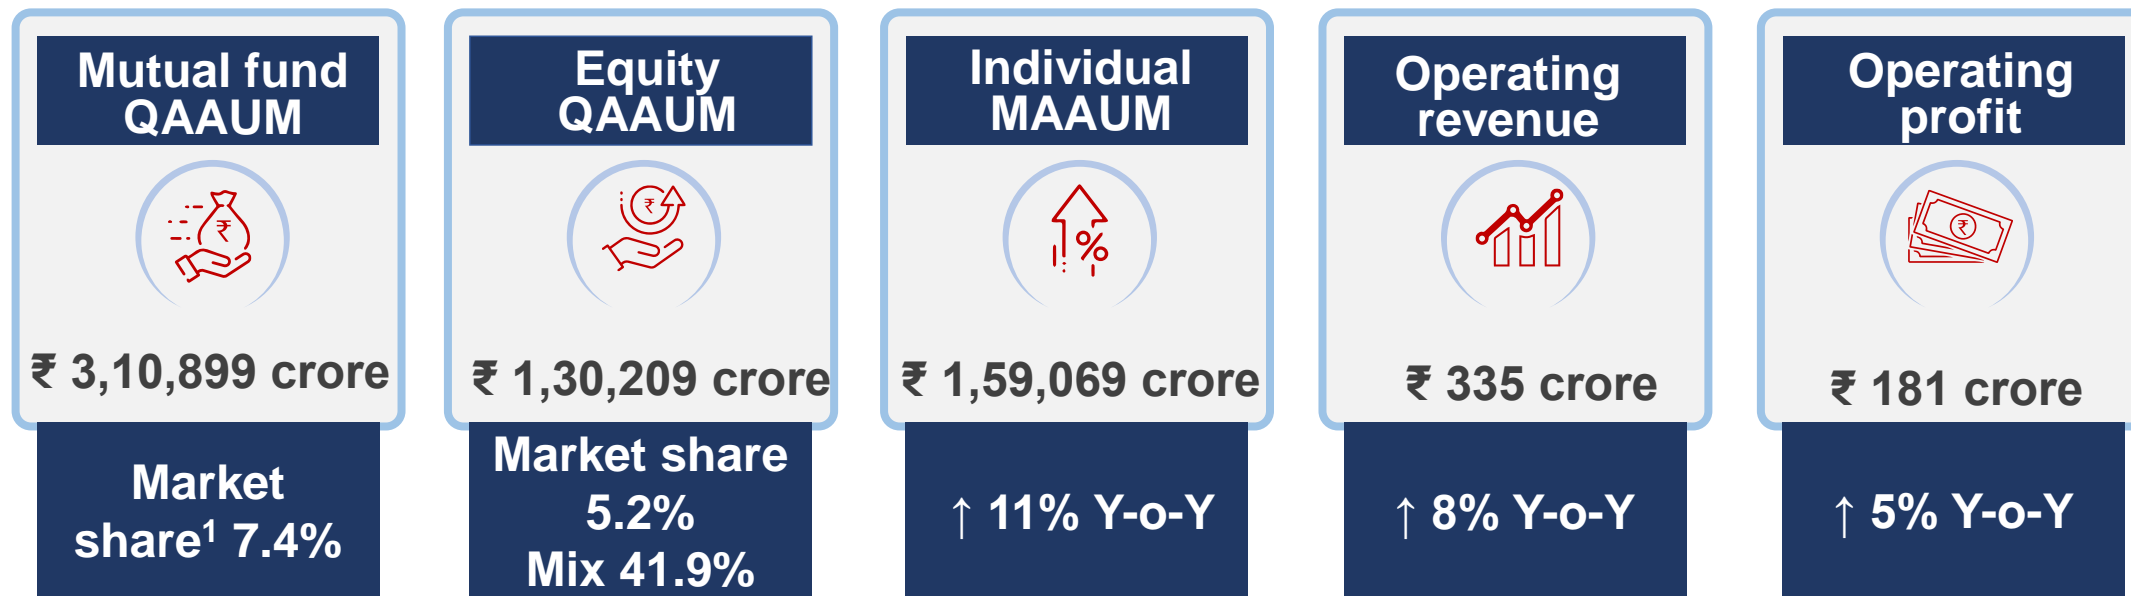 Mutual fund
QAAUM
₹
₹ 3,10,899 crore
Market
share¹ 7.4%
Equity
QAAUM
₹
₹ 1,30,209 crore
Market share
5.2%
Mix 41.9%
Individual
MAAUM
%
₹ 1,59,069 crore
↑ 11% Y-o-Y
Operating
revenue
₹ 335 crore
↑ 8% Y-o-Y
Operating
profit
₹
₹ 181 crore
↑ 5% Y-o-Y